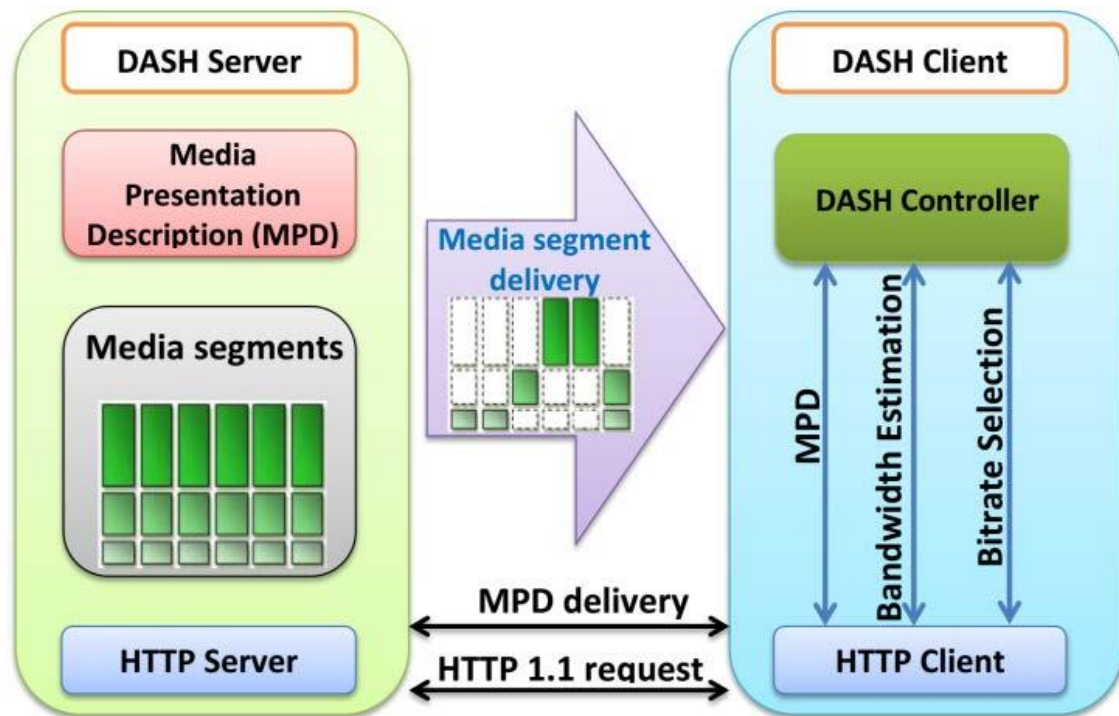 DASH Server
Media
Presentation
Description (MPD)
Media segments
HTTP Server
Media segment
delivery
MPD delivery
HTTP 1.1 request
DASH Client
DASH Controller
MPD
Bandwidth Estimation
Bitrate Selection
HTTP Client